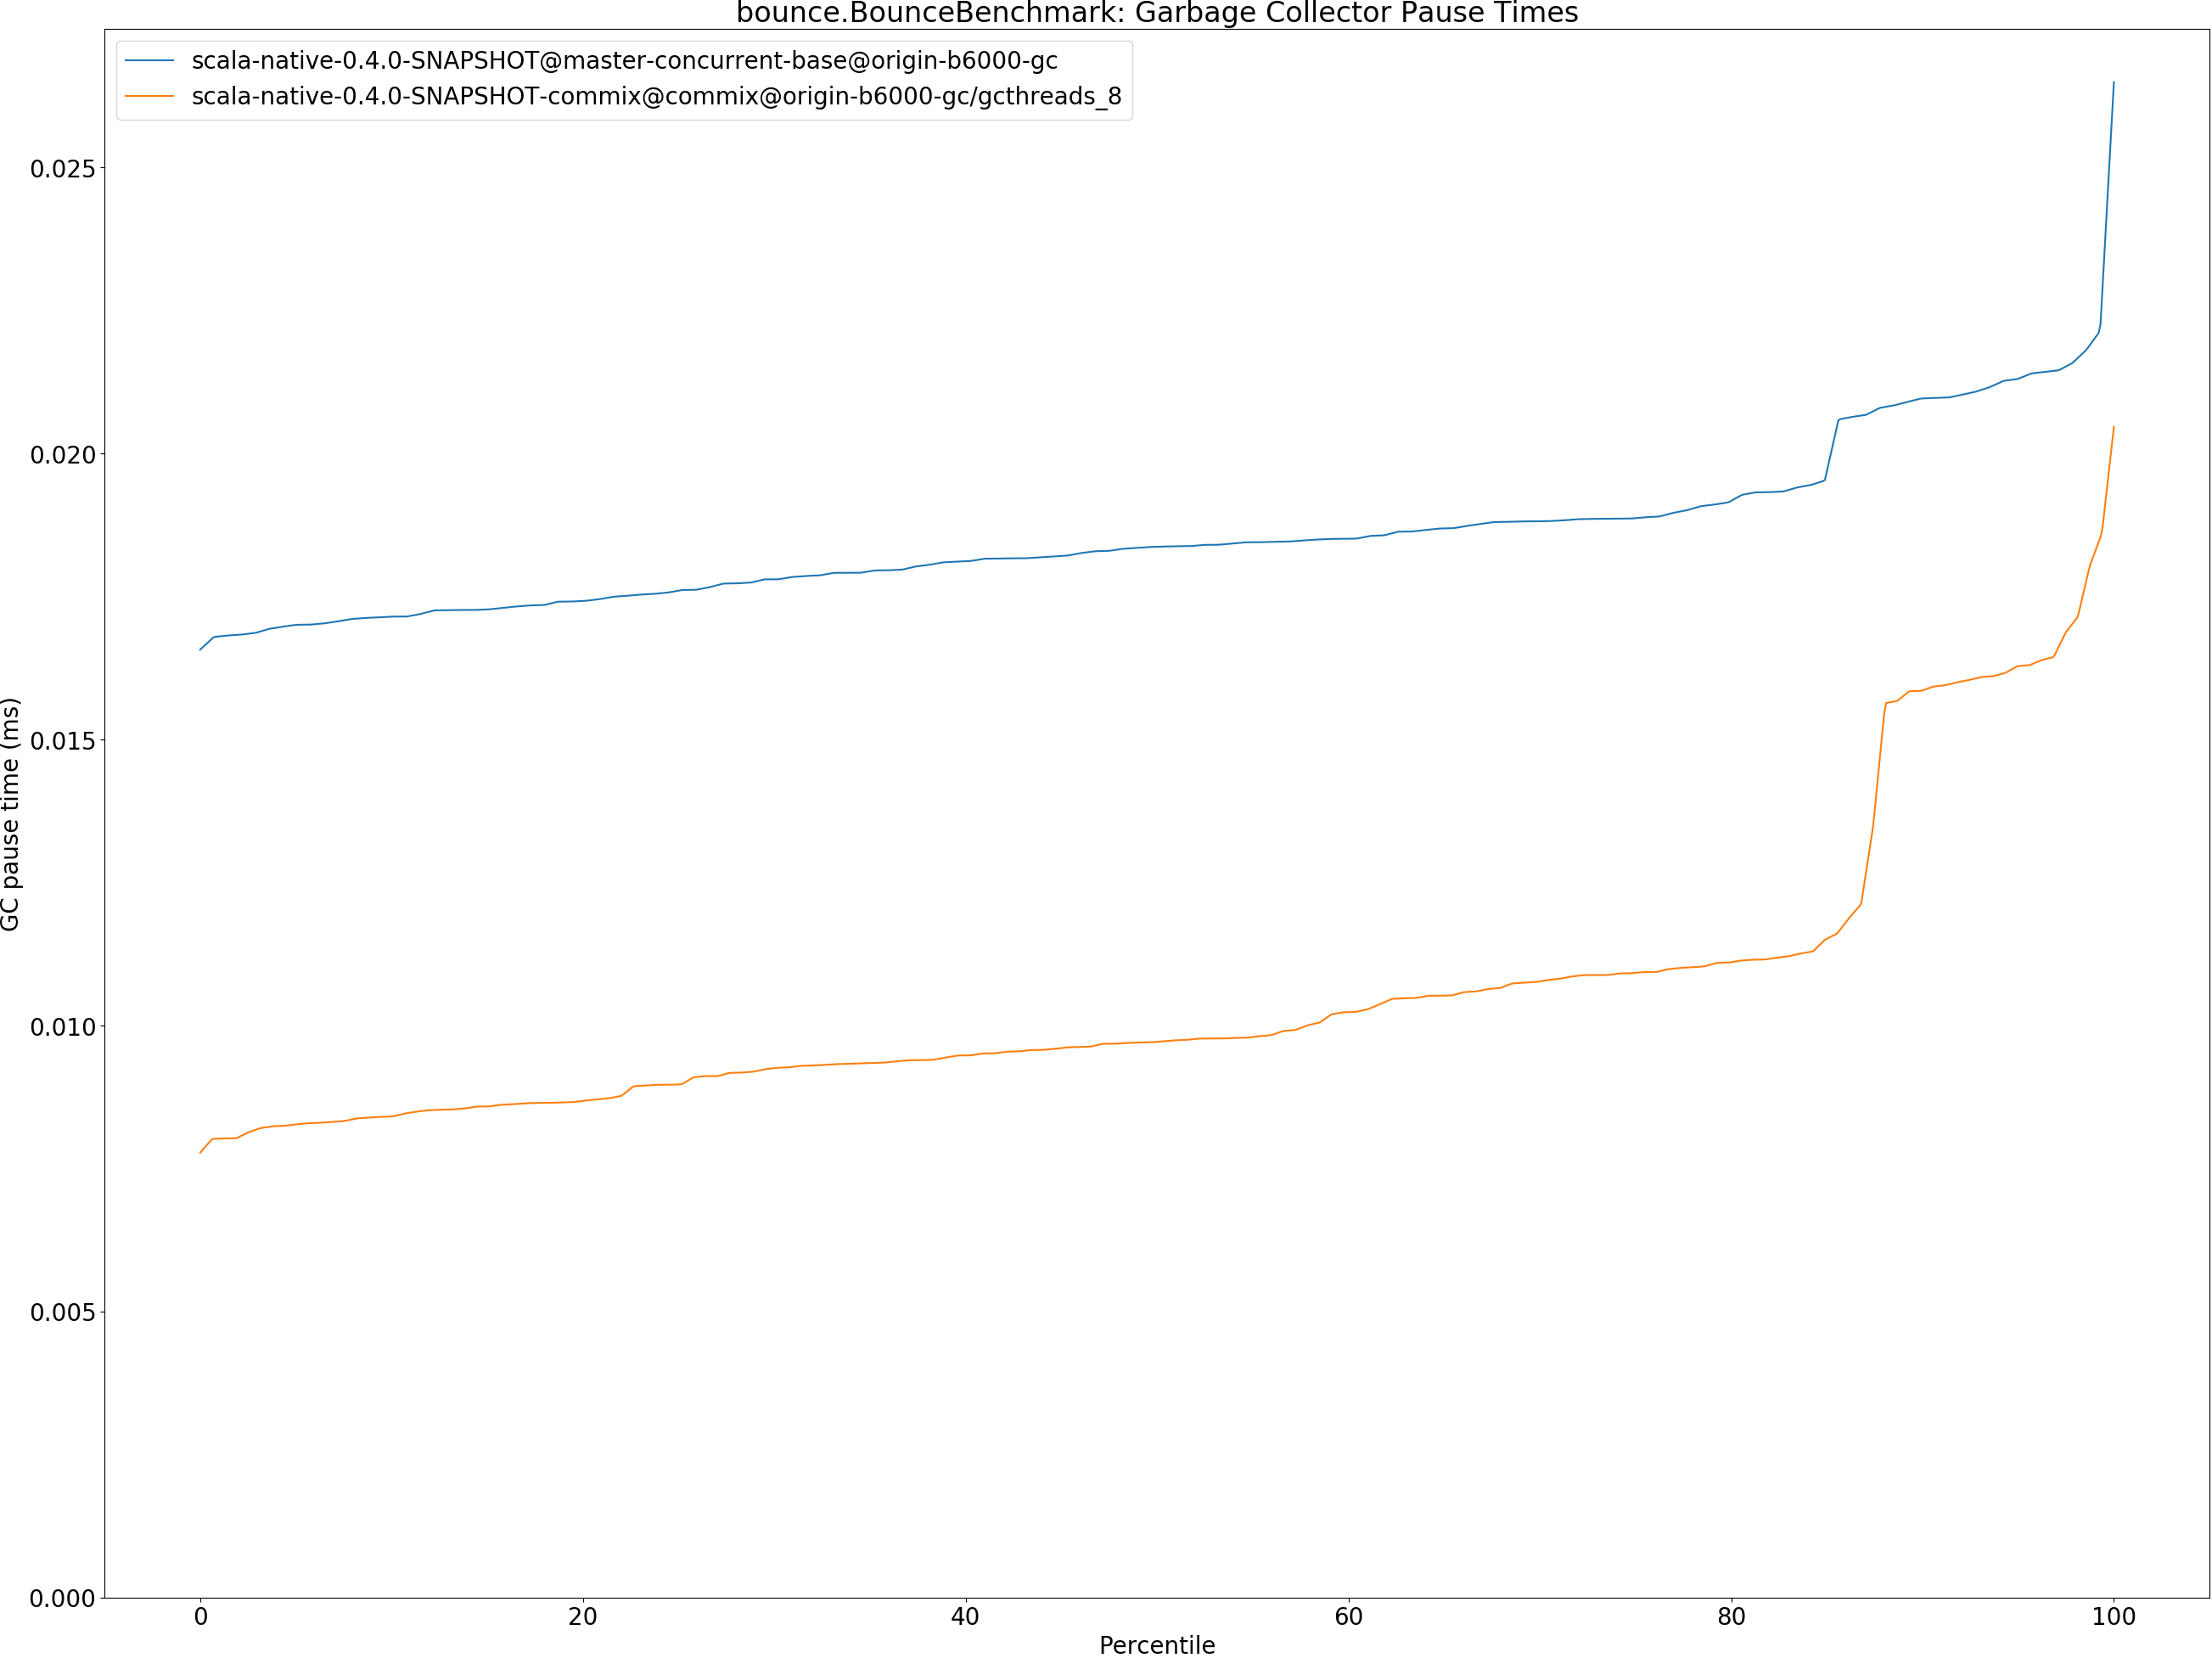 bounce.BounceBenchmark: Garbage Collector Pause Times
scala-native-0.4.0-SNAPSHOT@master-concurrent-base@origin-b6000-gc
scala-native-0.4.0-SNAPSHOT-commix@commix@origin-b6000-gc/gcthreads_8
0.025
0.020
0.015
0.010
0.005
0.000
GC pause time (ms)
0 20 40 60 80 100
Percentile